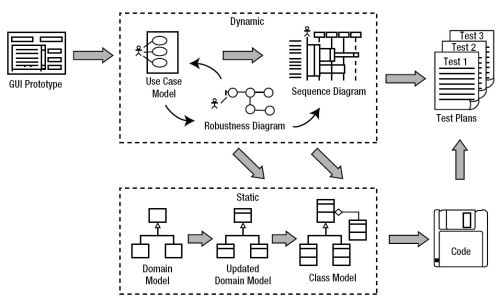 Dynamic
GUI Prototype
Use Case
Model
Robustness Diagram
Sequence Diagram
Test 3
Test 2
Test 1
Test Plans
Static
Domain
Model
Updated
Domain Model
Class Model
Code